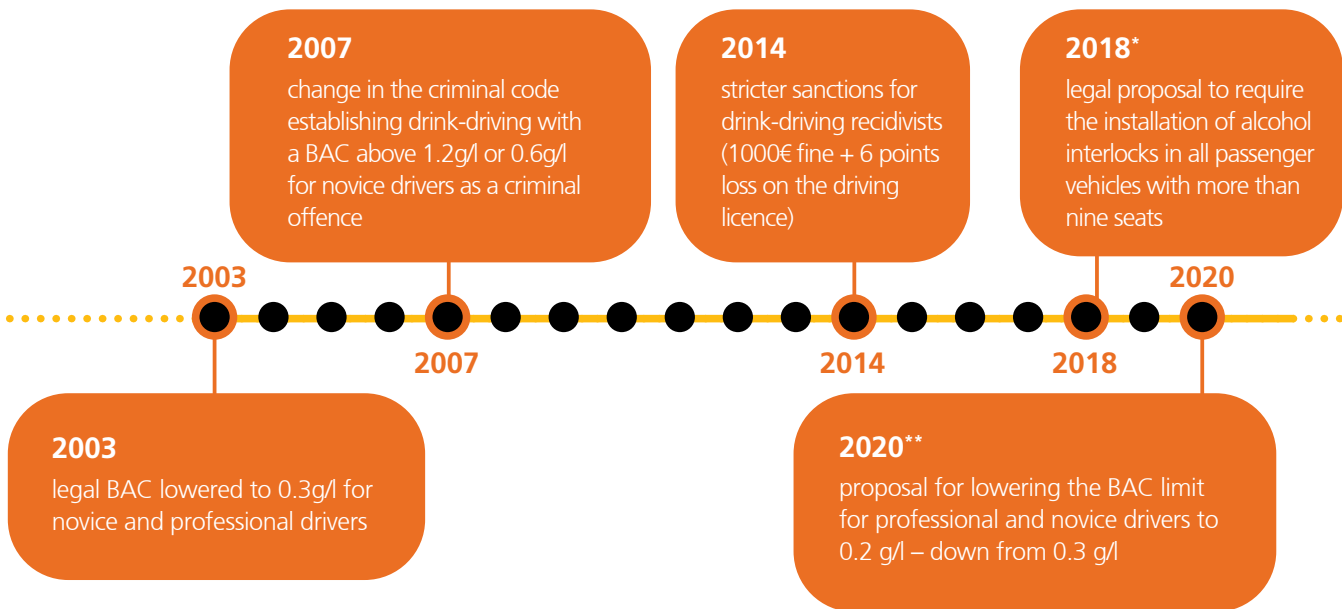 2007
change in the criminal code
establishing drink-driving with
a BAC above 1.2g/l or 0.6g/l
for novice drivers as a criminal
offence
2014
stricter sanctions for
drink-driving recidivists
(1000€ fine + 6 points
loss on the driving
licence)
2018*
legal proposal to require
the installation of alcohol
interlocks in all passenger
vehicles with more than
nine seats
2003
2020
2007
2014
2018
2003
legal BAC lowered to 0.3g/l for
novice and professional drivers
2020**
proposal for lowering the BAC limit
for professional and novice drivers to
0.2 g/l – down from 0.3 g/l